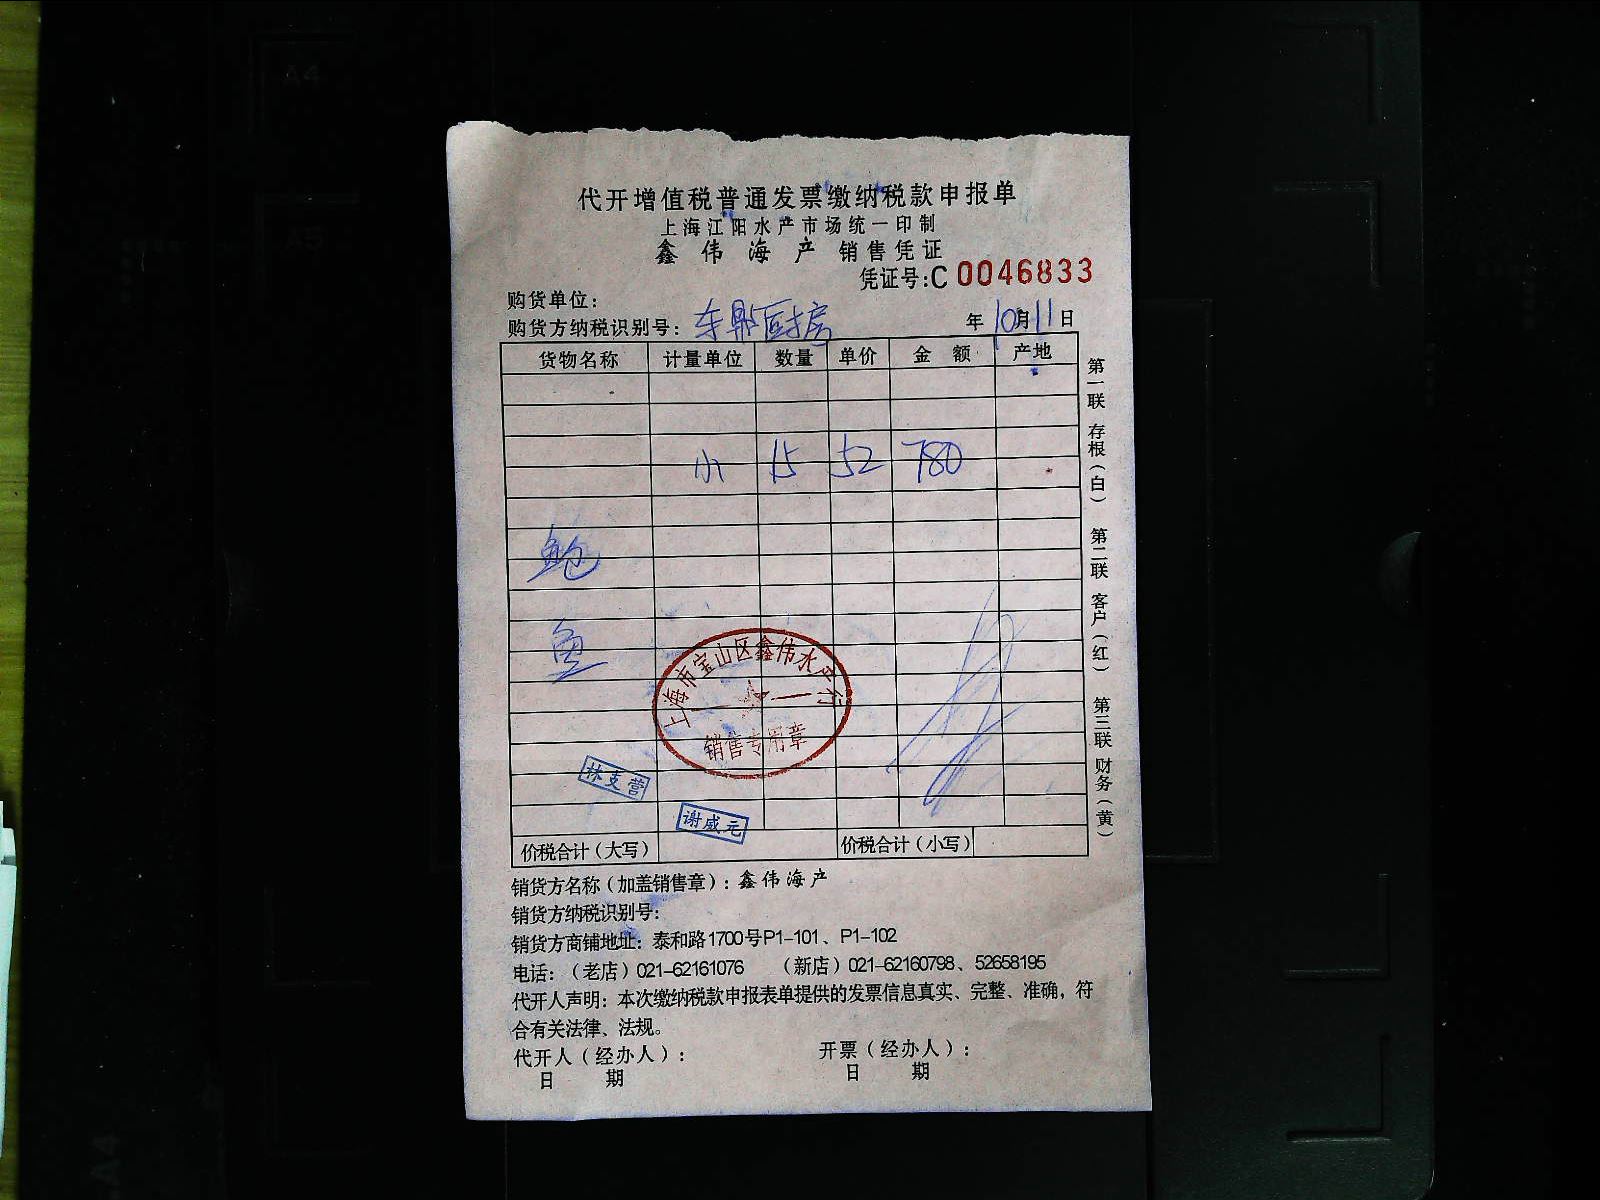 代开增值税普通发票缴纳税款申报单
上海江阳水产市场统一印制
鑫伟海产 销售凭证
凭证号:C 0046833
购货单位:
购货方纳税识别号: 东鼎厨房 年 10月11日
货物名称 计量单位 数量 单价 金额 产地
小 15 52 780
鲍
鱼
上海市宝山区鑫伟水产行
销售专用章
林支营
谢威元
价税合计（大写） 价税合计（小写）
第一联 存根（白） 第二联 客户（红） 第三联 财务（黄）
销货方名称（加盖销售章）: 鑫伟海产
销货方纳税识别号:
销货方商铺地址: 泰和路1700号P1-101、P1-102
电话:（老店）021-62161076 （新店）021-62160798、52658195
代开人声明: 本次缴纳税款申报表单提供的发票信息真实、完整、准确，符
合有关法律、法规。
代开人（经办人）: 开票（经办人）:
日 期 日 期
A4
A5
A4